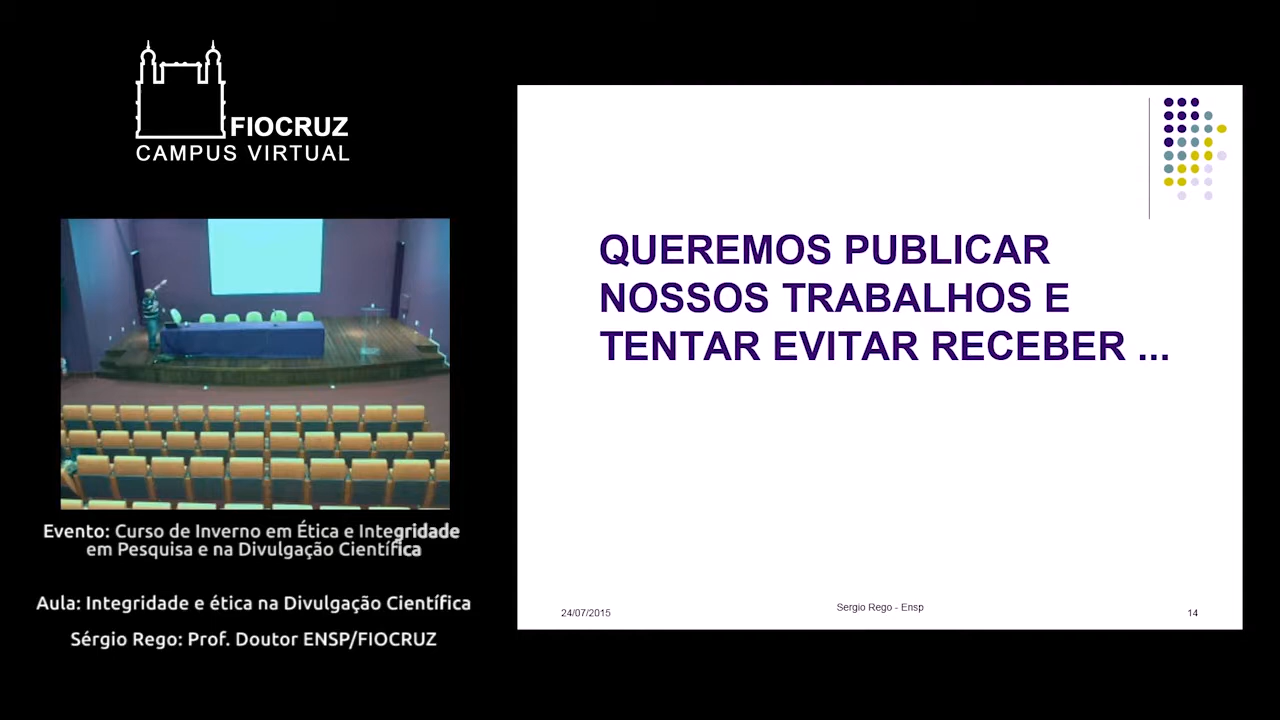 FIOCRUZ
CAMPUS VIRTUAL
Evento: Curso de Inverno em Ética e Integridade
em Pesquisa e na Divulgação Científica
Aula: Integridade e ética na Divulgação Científica
Sérgio Rego: Prof. Doutor ENSP/FIOCRUZ
QUEREMOS PUBLICAR
NOSSOS TRABALHOS E
TENTAR EVITAR RECEBER ...
24/07/2015
Sergio Rego - Ensp
14